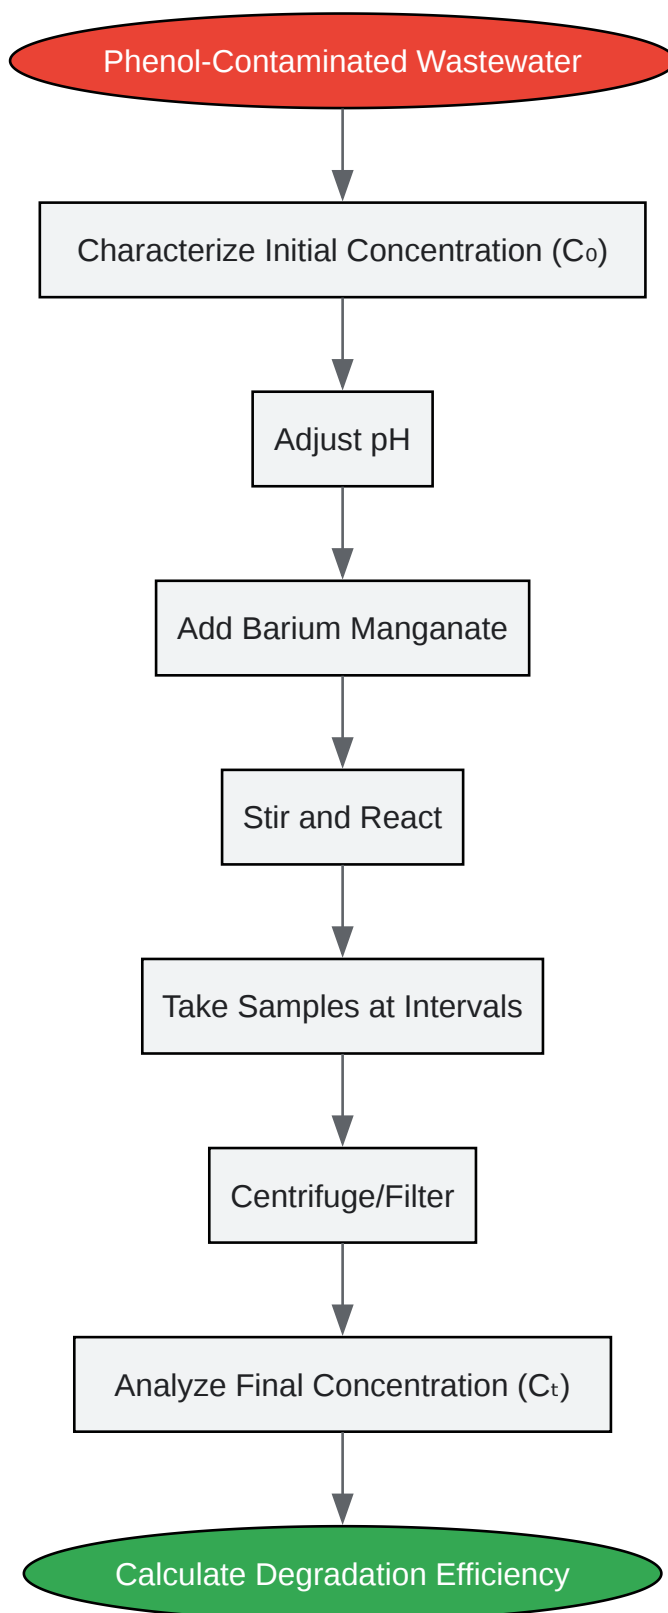 Phenol-Contaminated Wastewater
Characterize Initial Concentration (C₀)
Adjust pH
Add Barium Manganate
Stir and React
Take Samples at Intervals
Centrifuge/Filter
Analyze Final Concentration (Cₜ)
Calculate Degradation Efficiency